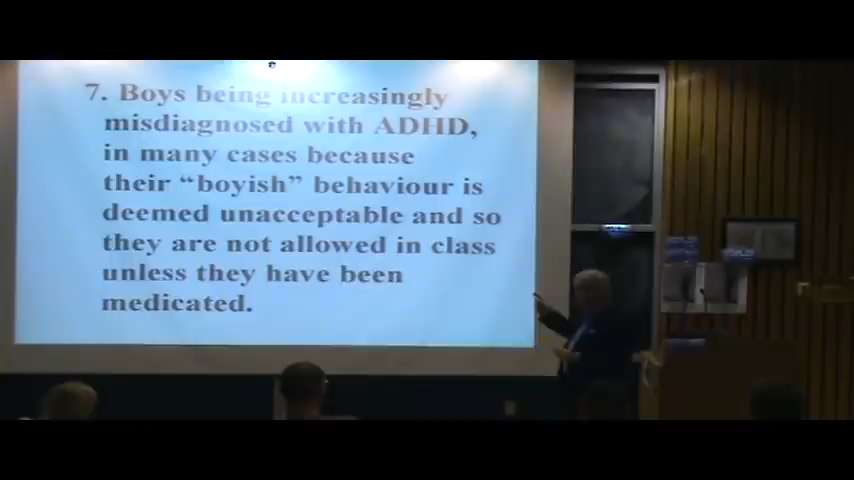 7. Boys being increasingly
misdiagnosed with ADHD,
in many cases because
their “boyish” behaviour is
deemed unacceptable and so
they are not allowed in class
unless they have been
medicated.